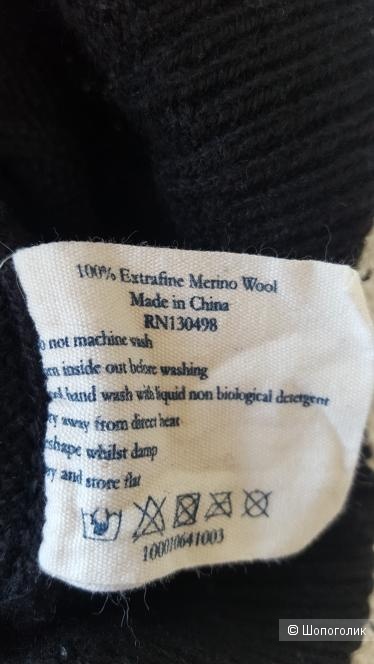 100% Extrafine Merino Wool
Made in China
RN130498
not machine wash
inside out before washing
hand wash with liquid non biological detergent
away from direct heat
shape whilst damp
and store flat
100010641003
© Шопоголик